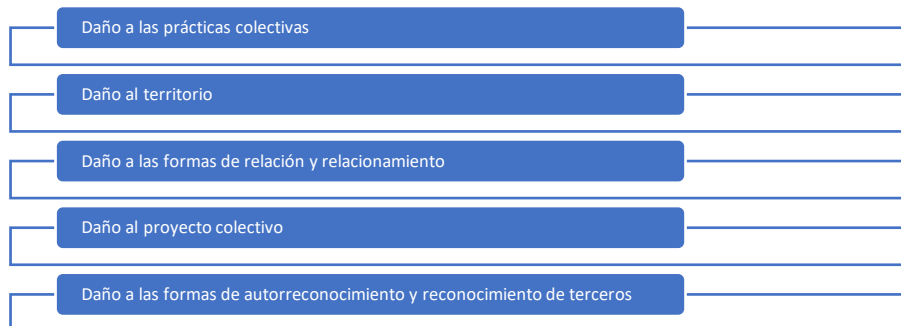 Daño a las prácticas colectivas
Daño al territorio
Daño a las formas de relación y relacionamiento
Daño al proyecto colectivo
Daño a las formas de autorreconocimiento y reconocimiento de terceros